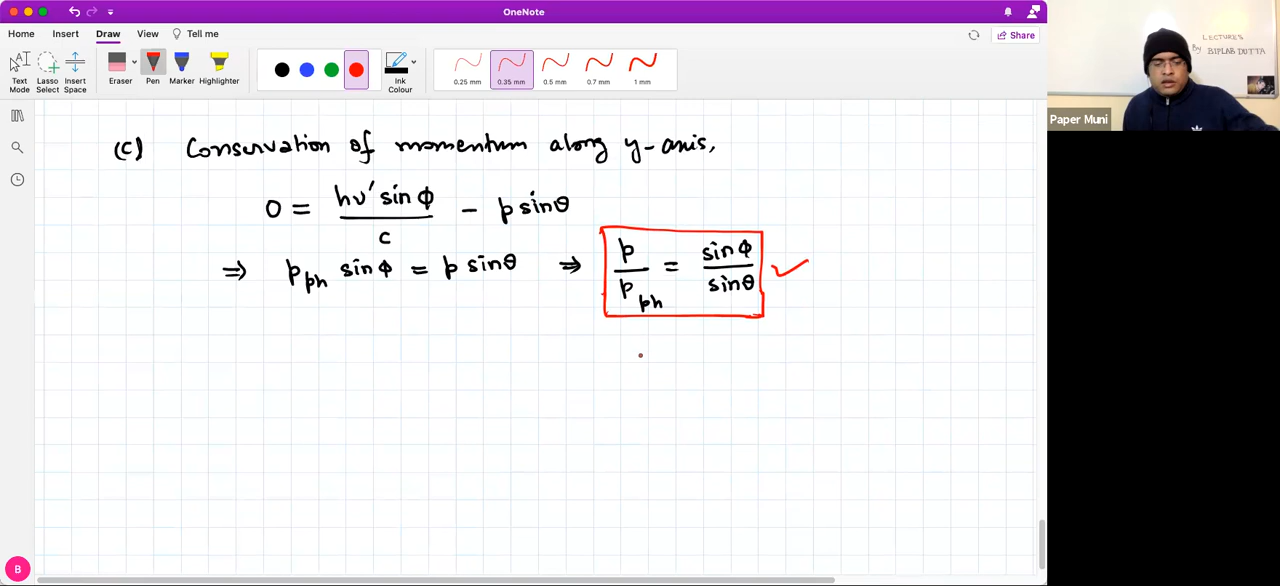 OneNote
Home Insert Draw View Tell me Share
LECTURES
By BIPLAB DUTTA
Text Mode Lasso Select Insert Space Eraser Pen Marker Highlighter Ink Colour 0.25 mm 0.35 mm 0.5 mm 0.7 mm 1 mm
Paper Muni
(c) Conservation of momentum along y-axis,
0 = hν' sin ϕ / c − p sin θ
⇒ p_ph sin ϕ = p sin θ ⇒ p / p_ph = sin ϕ / sin θ ✓
B